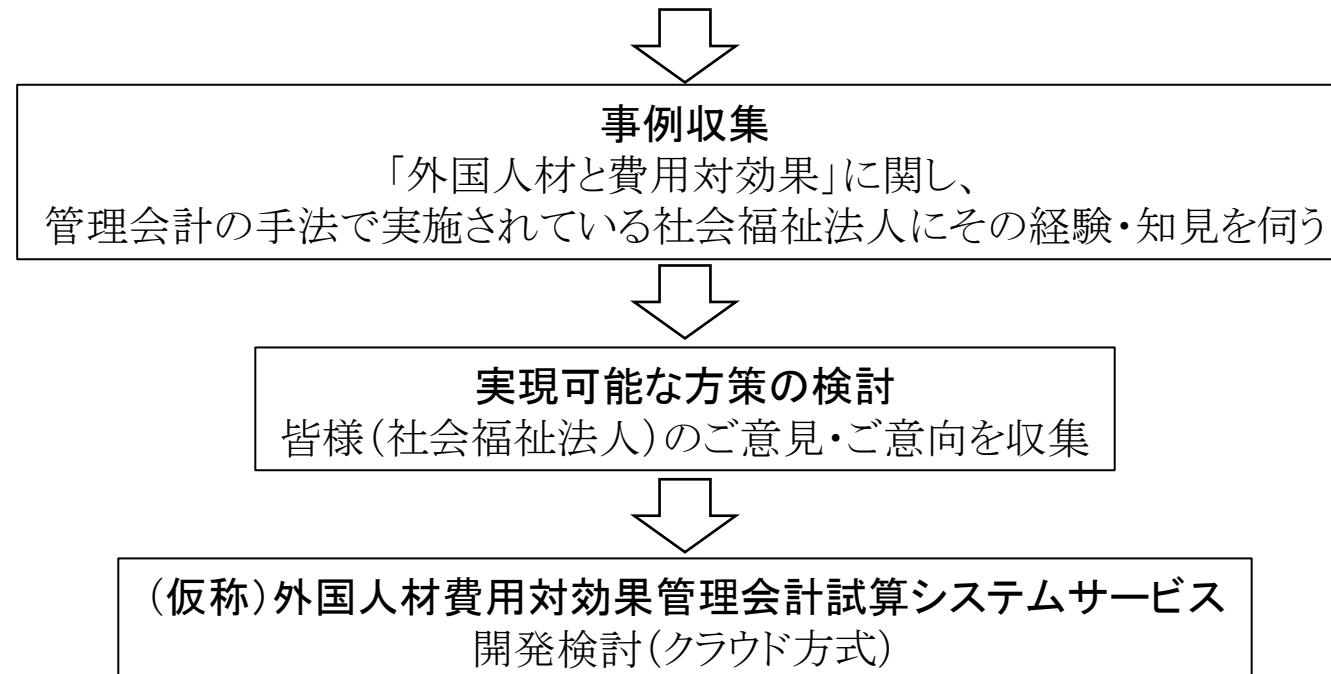 事例収集
「外国人材と費用対効果」に関し、
管理会計の手法で実施されている社会福祉法人にその経験・知見を伺う
実現可能な方策の検討
皆様(社会福祉法人)のご意見・ご意向を収集
(仮称)外国人材費用対効果管理会計試算システムサービス
開発検討(クラウド方式)